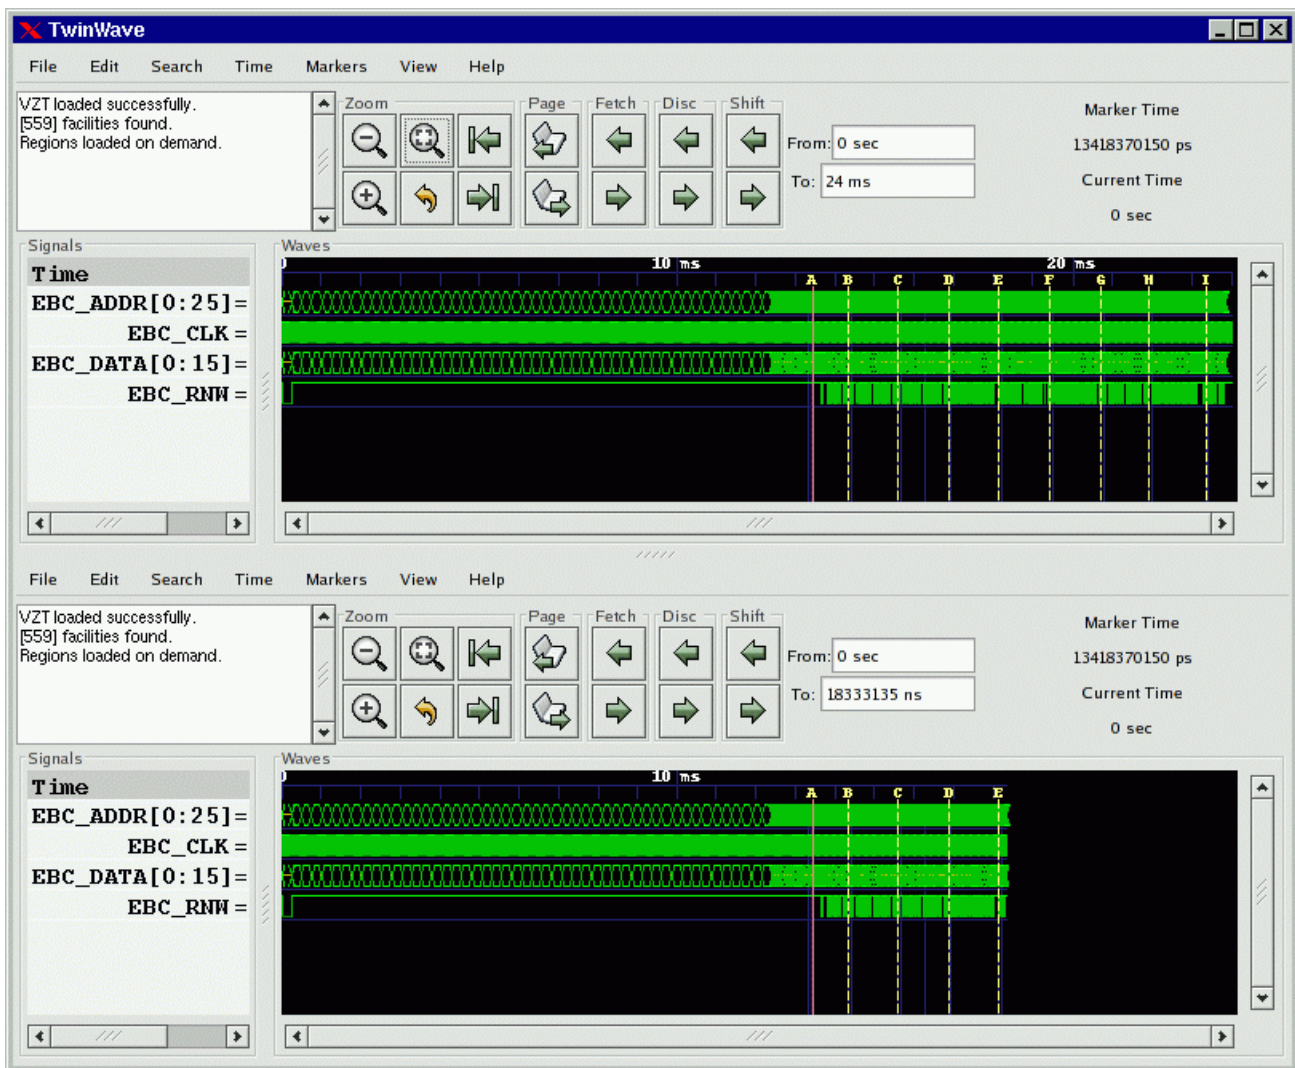 TwinWave
File Edit Search Time Markers View Help
VZT loaded successfully.
[559] facilities found.
Regions loaded on demand.
Zoom Page Fetch Disc Shift
From: 0 sec
To: 24 ms
Marker Time
13418370150 ps
Current Time
0 sec
Signals
Time
EBC_ADDR[0:25]=
EBC_CLK=
EBC_DATA[0:15]=
EBC_RNW=
Waves
0 10 ms 20 ms
A B C D E F G H I
File Edit Search Time Markers View Help
VZT loaded successfully.
[559] facilities found.
Regions loaded on demand.
Zoom Page Fetch Disc Shift
From: 0 sec
To: 18333135 ns
Marker Time
13418370150 ps
Current Time
0 sec
Signals
Time
EBC_ADDR[0:25]=
EBC_CLK=
EBC_DATA[0:15]=
EBC_RNW=
Waves
0 10 ms
A B C D E